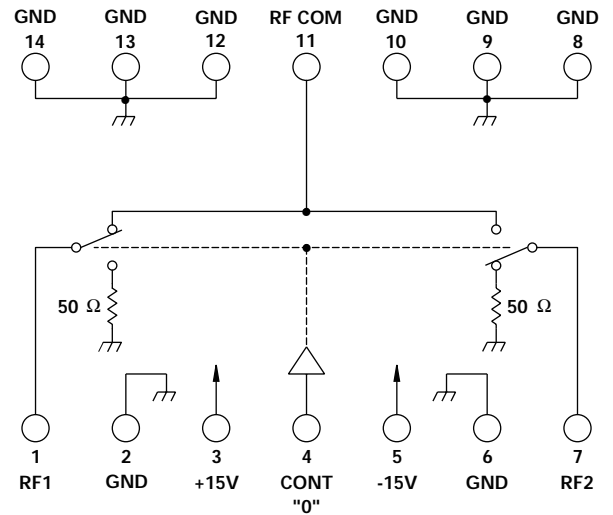 GND GND GND RF COM GND GND GND
14 13 12 11 10 9 8
50 Ω 50 Ω
1 2 3 4 5 6 7
RF1 GND +15V CONT -15V GND RF2
"0"